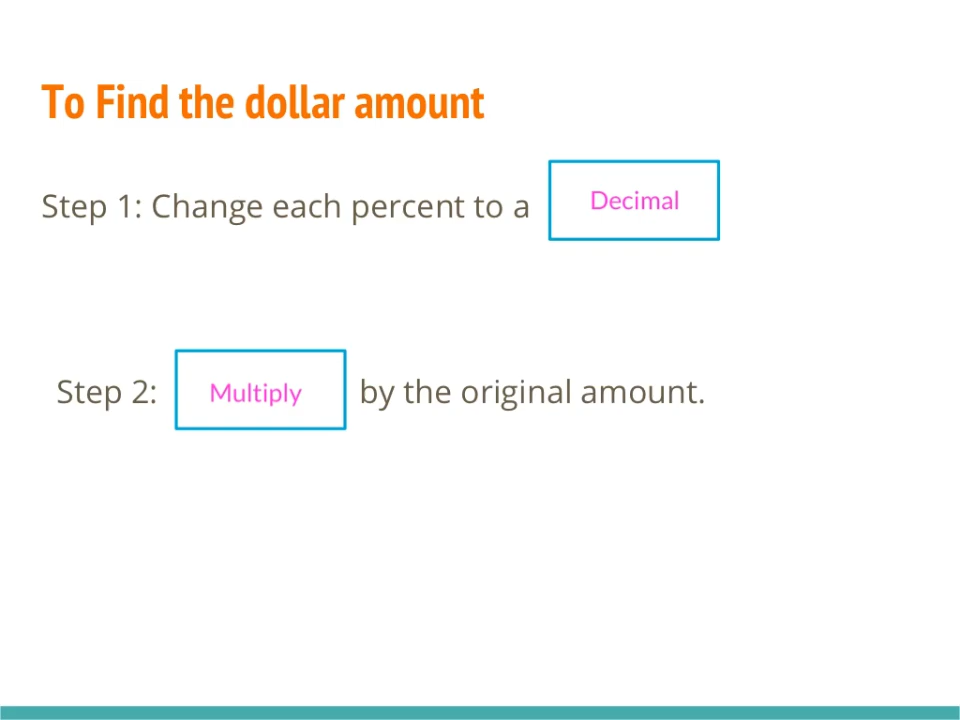 To Find the dollar amount
Step 1: Change each percent to a Decimal
Step 2: Multiply by the original amount.